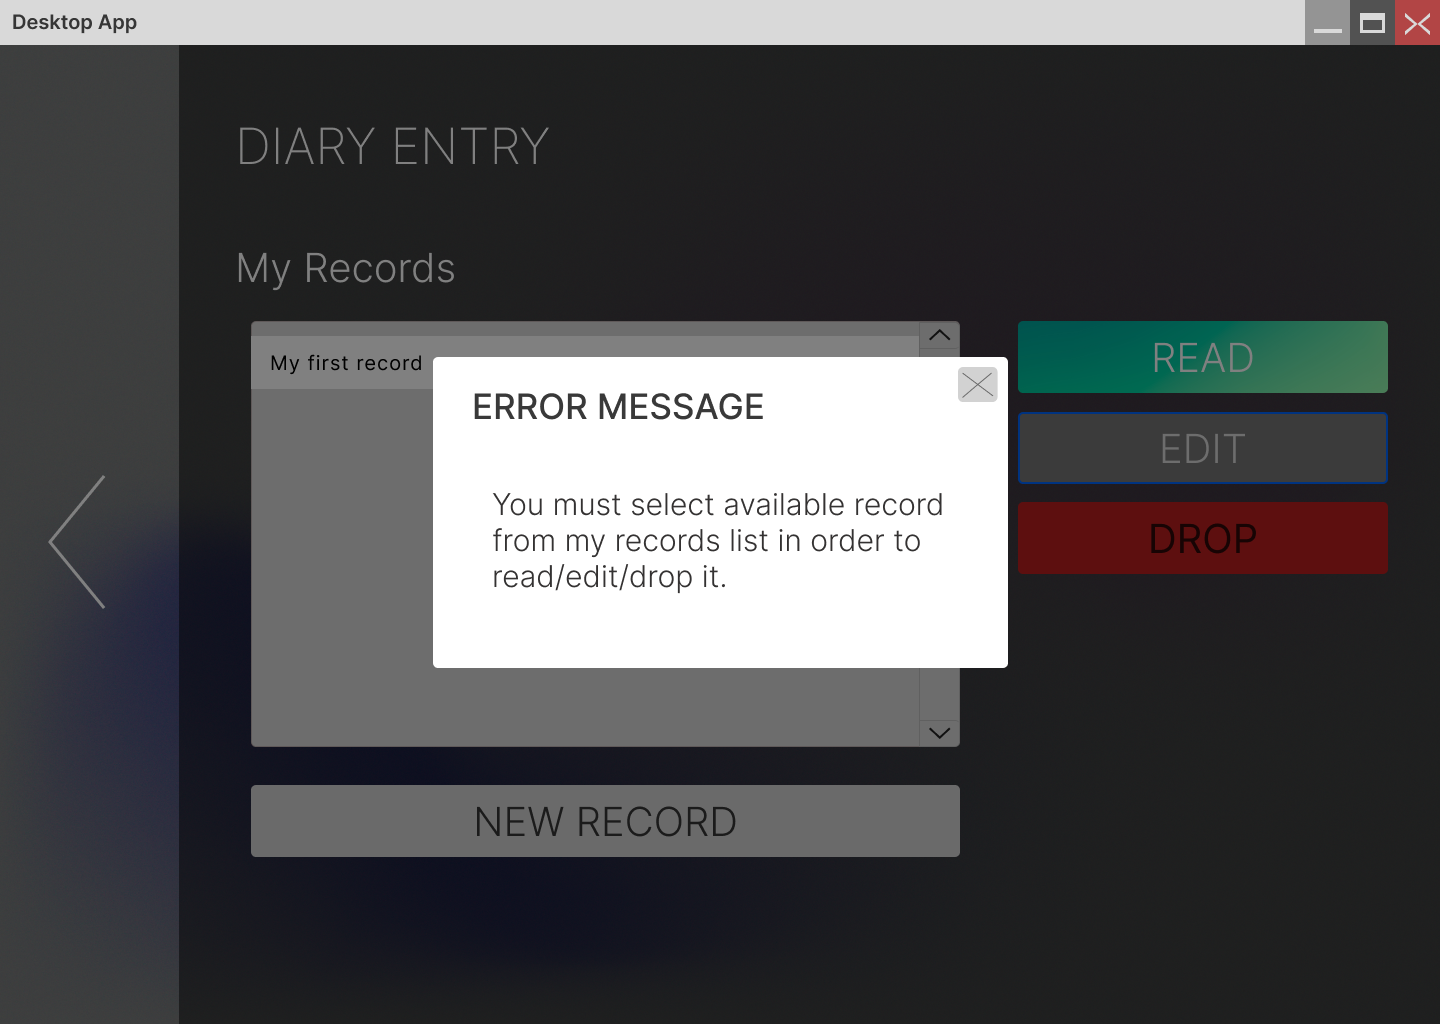 Desktop App
DIARY ENTRY
My Records
My first record
READ
EDIT
DROP
ERROR MESSAGE
You must select available record
from my records list in order to
read/edit/drop it.
NEW RECORD